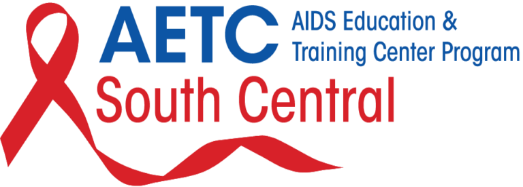 AETC
AIDS Education &
Training Center Program
South Central